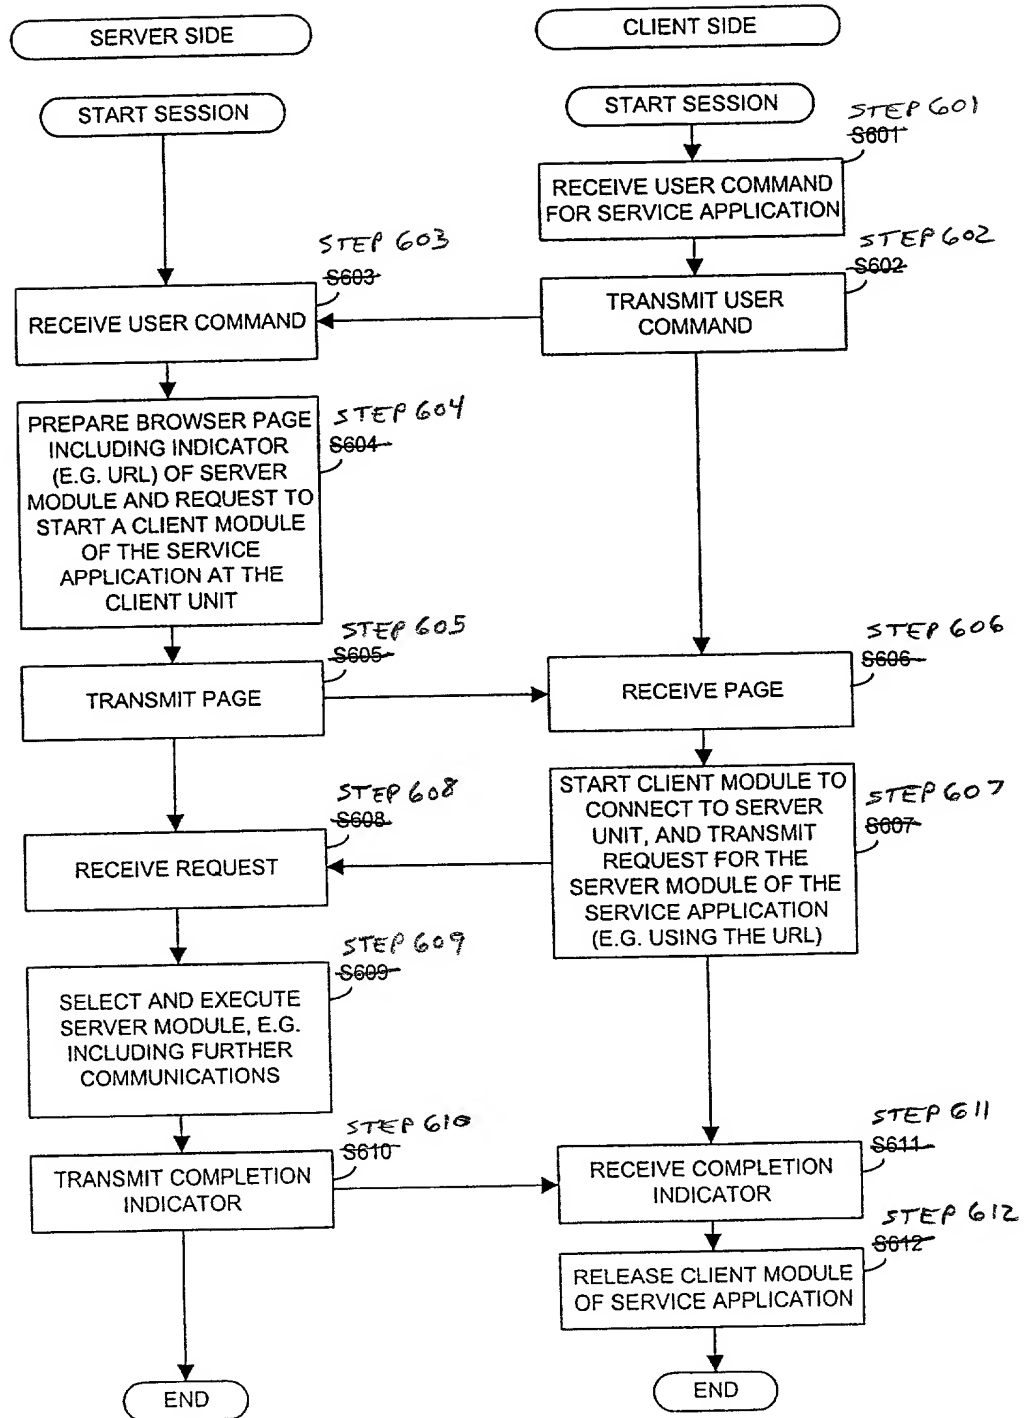 SERVER SIDE
CLIENT SIDE
START SESSION
START SESSION
STEP 601
S601
RECEIVE USER COMMAND
FOR SERVICE APPLICATION
STEP 602
S602
TRANSMIT USER
COMMAND
STEP 603
S603
RECEIVE USER COMMAND
STEP 604
S604
PREPARE BROWSER PAGE
INCLUDING INDICATOR
(E.G. URL) OF SERVER
MODULE AND REQUEST TO
START A CLIENT MODULE
OF THE SERVICE
APPLICATION AT THE
CLIENT UNIT
STEP 605
S605
TRANSMIT PAGE
STEP 606
S606
RECEIVE PAGE
STEP 607
S607
START CLIENT MODULE TO
CONNECT TO SERVER
UNIT, AND TRANSMIT
REQUEST FOR THE
SERVER MODULE OF THE
SERVICE APPLICATION
(E.G. USING THE URL)
STEP 608
S608
RECEIVE REQUEST
STEP 609
S609
SELECT AND EXECUTE
SERVER MODULE, E.G.
INCLUDING FURTHER
COMMUNICATIONS
STEP 610
S610
TRANSMIT COMPLETION
INDICATOR
STEP 611
S611
RECEIVE COMPLETION
INDICATOR
STEP 612
S612
RELEASE CLIENT MODULE
OF SERVICE APPLICATION
END
END